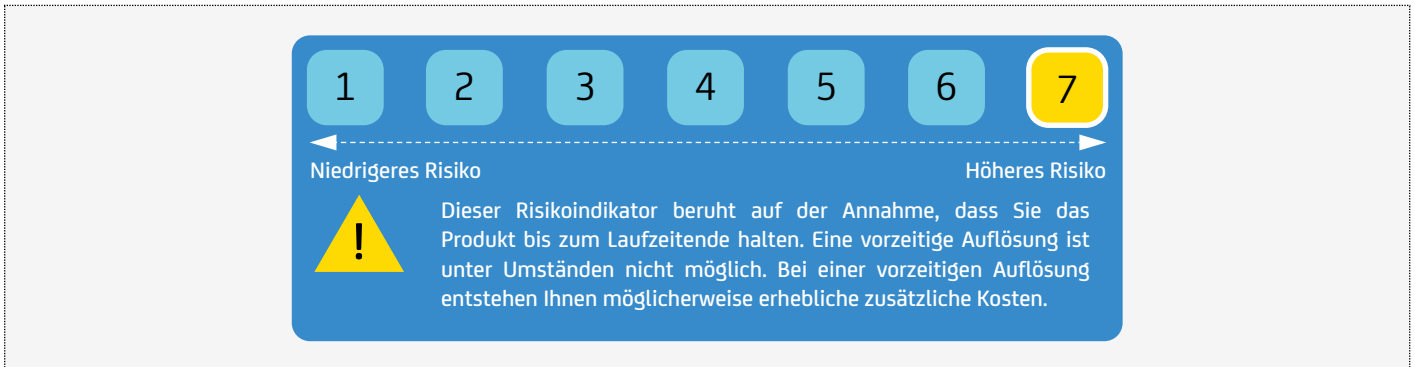 1 2 3 4 5 6 7
Niedrigeres Risiko Höheres Risiko
!
Dieser Risikoindikator beruht auf der Annahme, dass Sie das
Produkt bis zum Laufzeitende halten. Eine vorzeitige Auflösung ist
unter Umständen nicht möglich. Bei einer vorzeitigen Auflösung
entstehen Ihnen möglicherweise erhebliche zusätzliche Kosten.